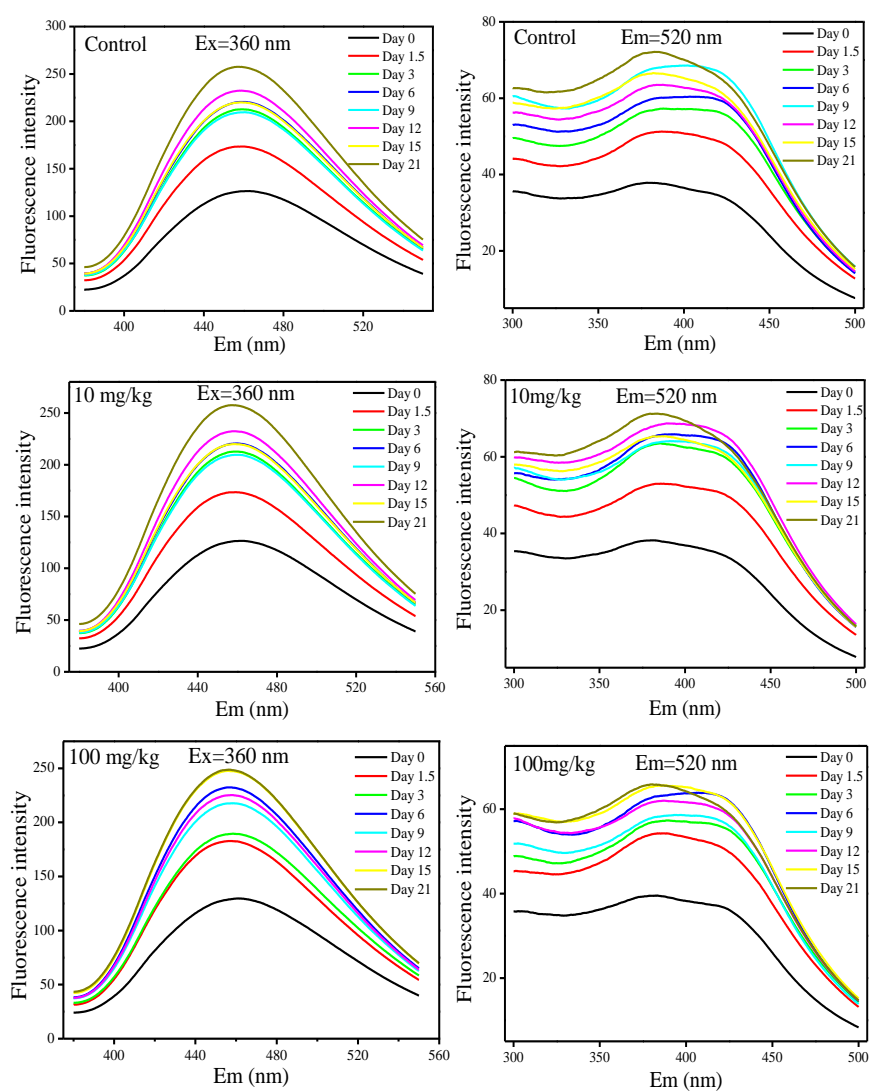 Control Ex=360 nm
Day 0
Day 1.5
Day 3
Day 6
Day 9
Day 12
Day 15
Day 21
300
250
200
150
100
50
0
Fluorescence intensity
400 440 480 520
Em (nm)
Control Em=520 nm
Day 0
Day 1.5
Day 3
Day 6
Day 9
Day 12
Day 15
Day 21
80
60
40
20
Fluorescence intensity
300 350 400 450 500
Em (nm)
10 mg/kg Ex=360 nm
Day 0
Day 1.5
Day 3
Day 6
Day 9
Day 12
Day 15
Day 21
250
200
150
100
50
0
Fluorescence intensity
400 440 480 520 560
Em (nm)
10mg/kg Em=520 nm
Day 0
Day 1.5
Day 3
Day 6
Day 9
Day 12
Day 15
Day 21
80
60
40
20
Fluorescence intensity
300 350 400 450 500
Em (nm)
100 mg/kg Ex=360 nm
Day 0
Day 1.5
Day 3
Day 6
Day 9
Day 12
Day 15
Day 21
250
200
150
100
50
0
Fluorescence intensity
400 440 480 520 560
Em (nm)
100mg/kg Em=520 nm
Day 0
Day 1.5
Day 3
Day 6
Day 9
Day 12
Day 15
Day 21
60
40
20
Fluorescence intensity
300 350 400 450 500
Em (nm)